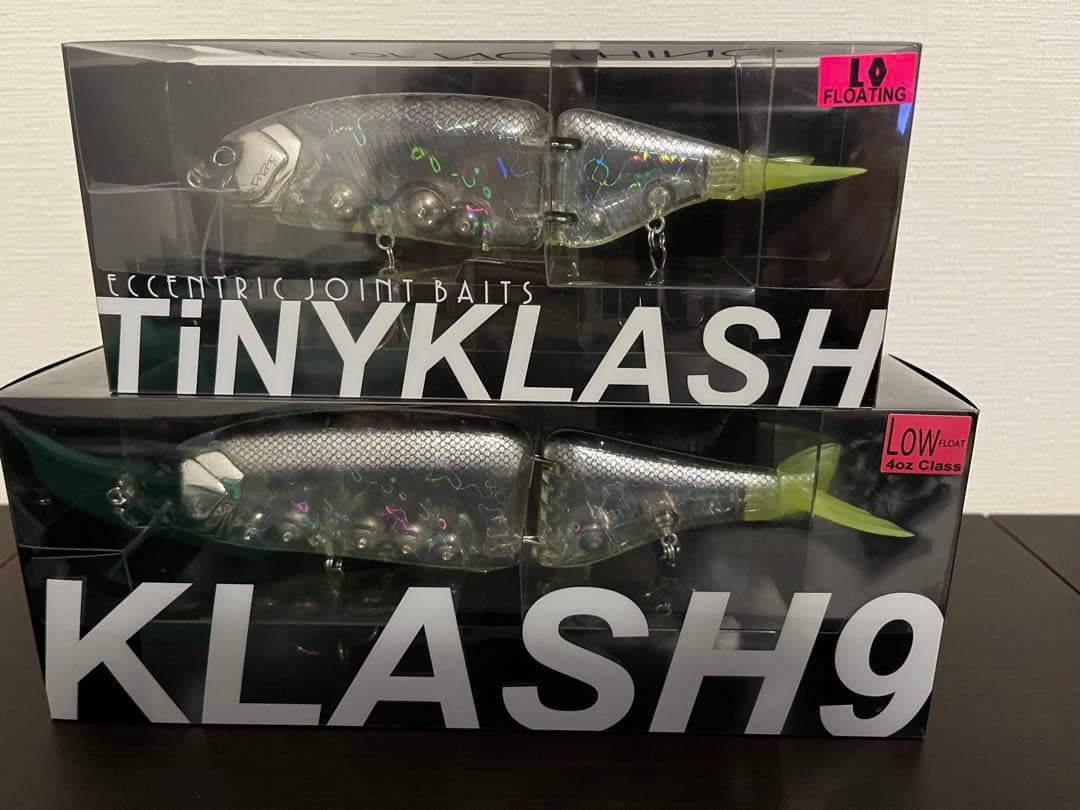 LO
FLOATING
ECCENTRIC JOINT BAITS
TiNYKLASH
LOW FLOAT
4oz Class
KLASH9